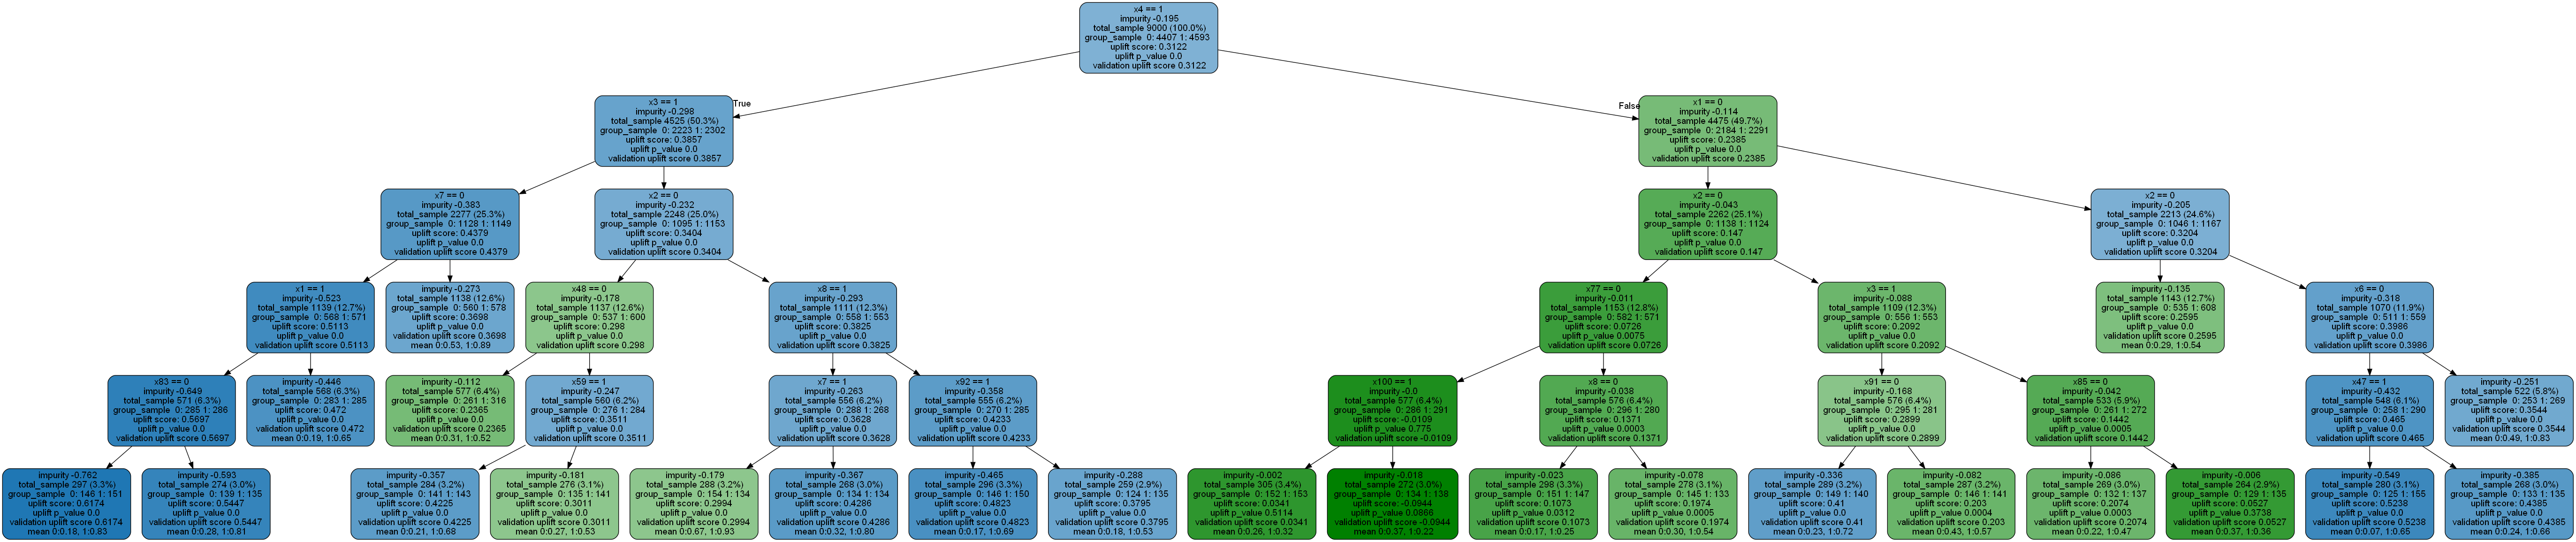 x4 == 1
impurity -0.195
total_sample 9000 (100.0%)
group_sample 0: 4407 1: 4593
uplift score: 0.3122
uplift p_value 0.0
validation uplift score 0.3122
True
False
x3 == 1
impurity -0.298
total_sample 4525 (50.3%)
group_sample 0: 2223 1: 2302
uplift score: 0.3857
uplift p_value 0.0
validation uplift score 0.3857
x1 == 0
impurity -0.114
total_sample 4475 (49.7%)
group_sample 0: 2184 1: 2291
uplift score: 0.2385
uplift p_value 0.0
validation uplift score 0.2385
x7 == 0
impurity -0.383
total_sample 2277 (25.3%)
group_sample 0: 1128 1: 1149
uplift score: 0.4379
uplift p_value 0.0
validation uplift score 0.4379
x2 == 0
impurity -0.232
total_sample 2248 (25.0%)
group_sample 0: 1095 1: 1153
uplift score: 0.3404
uplift p_value 0.0
validation uplift score 0.3404
x2 == 0
impurity -0.043
total_sample 2262 (25.1%)
group_sample 0: 1138 1: 1124
uplift score: 0.147
uplift p_value 0.0
validation uplift score 0.147
x2 == 0
impurity -0.205
total_sample 2213 (24.6%)
group_sample 0: 1046 1: 1167
uplift score: 0.3204
uplift p_value 0.0
validation uplift score 0.3204
x1 == 1
impurity -0.523
total_sample 1139 (12.7%)
group_sample 0: 568 1: 571
uplift score: 0.5113
uplift p_value 0.0
validation uplift score 0.5113
impurity -0.273
total_sample 1138 (12.6%)
group_sample 0: 560 1: 578
uplift score: 0.3698
uplift p_value 0.0
validation uplift score 0.3698
mean 0:0.53, 1:0.89
x48 == 0
impurity -0.178
total_sample 1137 (12.6%)
group_sample 0: 537 1: 600
uplift score: 0.298
uplift p_value 0.0
validation uplift score 0.298
x8 == 1
impurity -0.293
total_sample 1111 (12.3%)
group_sample 0: 558 1: 553
uplift score: 0.3825
uplift p_value 0.0
validation uplift score 0.3825
x77 == 0
impurity -0.011
total_sample 1153 (12.8%)
group_sample 0: 582 1: 571
uplift score: 0.0726
uplift p_value 0.0075
validation uplift score 0.0726
x3 == 1
impurity -0.088
total_sample 1109 (12.3%)
group_sample 0: 556 1: 553
uplift score: 0.2092
uplift p_value 0.0
validation uplift score 0.2092
impurity -0.135
total_sample 1143 (12.7%)
group_sample 0: 535 1: 608
uplift score: 0.2595
uplift p_value 0.0
validation uplift score 0.2595
mean 0:0.29, 1:0.54
x6 == 0
impurity -0.318
total_sample 1070 (11.9%)
group_sample 0: 511 1: 559
uplift score: 0.3986
uplift p_value 0.0
validation uplift score 0.3986
x83 == 0
impurity -0.649
total_sample 571 (6.3%)
group_sample 0: 285 1: 286
uplift score: 0.5697
uplift p_value 0.0
validation uplift score 0.5697
impurity -0.446
total_sample 568 (6.3%)
group_sample 0: 283 1: 285
uplift score: 0.472
uplift p_value 0.0
validation uplift score 0.472
mean 0:0.19, 1:0.65
impurity -0.112
total_sample 577 (6.4%)
group_sample 0: 261 1: 316
uplift score: 0.2365
uplift p_value 0.0
validation uplift score 0.2365
mean 0:0.31, 1:0.52
x59 == 1
impurity -0.247
total_sample 560 (6.2%)
group_sample 0: 276 1: 284
uplift score: 0.3511
uplift p_value 0.0
validation uplift score 0.3511
x7 == 1
impurity -0.263
total_sample 556 (6.2%)
group_sample 0: 288 1: 268
uplift score: 0.3628
uplift p_value 0.0
validation uplift score 0.3628
x92 == 1
impurity -0.358
total_sample 555 (6.2%)
group_sample 0: 270 1: 285
uplift score: 0.4233
uplift p_value 0.0
validation uplift score 0.4233
x100 == 1
impurity -0.0
total_sample 577 (6.4%)
group_sample 0: 286 1: 291
uplift score: -0.0109
uplift p_value 0.775
validation uplift score -0.0109
x8 == 0
impurity -0.038
total_sample 576 (6.4%)
group_sample 0: 296 1: 280
uplift score: 0.1371
uplift p_value 0.0003
validation uplift score 0.1371
x91 == 0
impurity -0.168
total_sample 576 (6.4%)
group_sample 0: 295 1: 281
uplift score: 0.2899
uplift p_value 0.0
validation uplift score 0.2899
x85 == 0
impurity -0.042
total_sample 533 (5.9%)
group_sample 0: 261 1: 272
uplift score: 0.1442
uplift p_value 0.0005
validation uplift score 0.1442
x47 == 1
impurity -0.432
total_sample 548 (6.1%)
group_sample 0: 258 1: 290
uplift score: 0.465
uplift p_value 0.0
validation uplift score 0.465
impurity -0.251
total_sample 522 (5.8%)
group_sample 0: 253 1: 269
uplift score: 0.3544
uplift p_value 0.0
validation uplift score 0.3544
mean 0:0.49, 1:0.83
impurity -0.762
total_sample 297 (3.3%)
group_sample 0: 146 1: 151
uplift score: 0.6174
uplift p_value 0.0
validation uplift score 0.6174
mean 0:0.18, 1:0.83
impurity -0.593
total_sample 274 (3.0%)
group_sample 0: 139 1: 135
uplift score: 0.5447
uplift p_value 0.0
validation uplift score 0.5447
mean 0:0.28, 1:0.81
impurity -0.357
total_sample 284 (3.2%)
group_sample 0: 141 1: 143
uplift score: 0.4225
uplift p_value 0.0
validation uplift score 0.4225
mean 0:0.21, 1:0.68
impurity -0.181
total_sample 276 (3.1%)
group_sample 0: 135 1: 141
uplift score: 0.3011
uplift p_value 0.0
validation uplift score 0.3011
mean 0:0.27, 1:0.53
impurity -0.179
total_sample 288 (3.2%)
group_sample 0: 154 1: 134
uplift score: 0.2994
uplift p_value 0.0
validation uplift score 0.2994
mean 0:0.67, 1:0.93
impurity -0.367
total_sample 268 (3.0%)
group_sample 0: 134 1: 134
uplift score: 0.4286
uplift p_value 0.0
validation uplift score 0.4286
mean 0:0.32, 1:0.80
impurity -0.465
total_sample 296 (3.3%)
group_sample 0: 146 1: 150
uplift score: 0.4823
uplift p_value 0.0
validation uplift score 0.4823
mean 0:0.17, 1:0.69
impurity -0.288
total_sample 259 (2.9%)
group_sample 0: 124 1: 135
uplift score: 0.3795
uplift p_value 0.0
validation uplift score 0.3795
mean 0:0.18, 1:0.53
impurity -0.002
total_sample 305 (3.4%)
group_sample 0: 152 1: 153
uplift score: 0.0341
uplift p_value 0.5114
validation uplift score 0.0341
mean 0:0.26, 1:0.32
impurity -0.018
total_sample 272 (3.0%)
group_sample 0: 134 1: 138
uplift score: -0.0944
uplift p_value 0.0866
validation uplift score -0.0944
mean 0:0.37, 1:0.22
impurity -0.023
total_sample 298 (3.3%)
group_sample 0: 151 1: 147
uplift score: 0.1073
uplift p_value 0.0312
validation uplift score 0.1073
mean 0:0.17, 1:0.25
impurity -0.078
total_sample 278 (3.1%)
group_sample 0: 145 1: 133
uplift score: 0.1974
uplift p_value 0.0005
validation uplift score 0.1974
mean 0:0.30, 1:0.54
impurity -0.336
total_sample 289 (3.2%)
group_sample 0: 149 1: 140
uplift score: 0.41
uplift p_value 0.0
validation uplift score 0.41
mean 0:0.23, 1:0.72
impurity -0.082
total_sample 287 (3.2%)
group_sample 0: 146 1: 141
uplift score: 0.203
uplift p_value 0.0004
validation uplift score 0.203
mean 0:0.43, 1:0.57
impurity -0.086
total_sample 269 (3.0%)
group_sample 0: 132 1: 137
uplift score: 0.2074
uplift p_value 0.0003
validation uplift score 0.2074
mean 0:0.22, 1:0.47
impurity -0.006
total_sample 264 (2.9%)
group_sample 0: 129 1: 135
uplift score: 0.0527
uplift p_value 0.3738
validation uplift score 0.0527
mean 0:0.37, 1:0.36
impurity -0.549
total_sample 280 (3.1%)
group_sample 0: 125 1: 155
uplift score: 0.5238
uplift p_value 0.0
validation uplift score 0.5238
mean 0:0.07, 1:0.65
impurity -0.385
total_sample 268 (3.0%)
group_sample 0: 133 1: 135
uplift score: 0.4385
uplift p_value 0.0
validation uplift score 0.4385
mean 0:0.24, 1:0.66